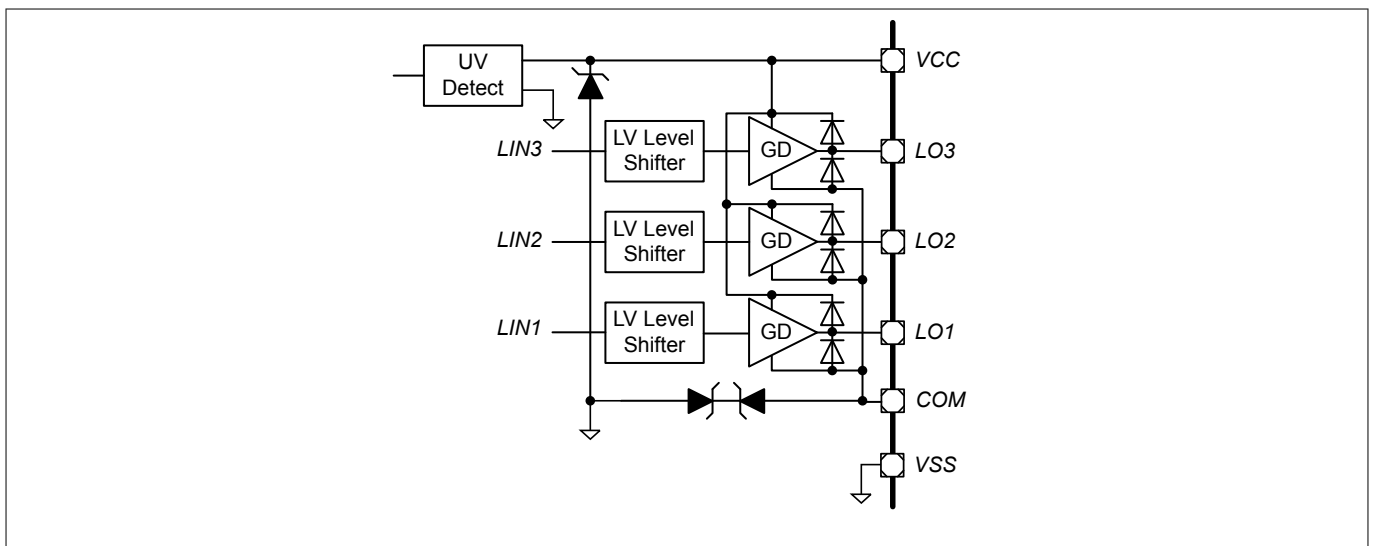 UV
Detect
VCC
LIN3
LV Level
Shifter
GD
LO3
LIN2
LV Level
Shifter
GD
LO2
LIN1
LV Level
Shifter
GD
LO1
COM
VSS